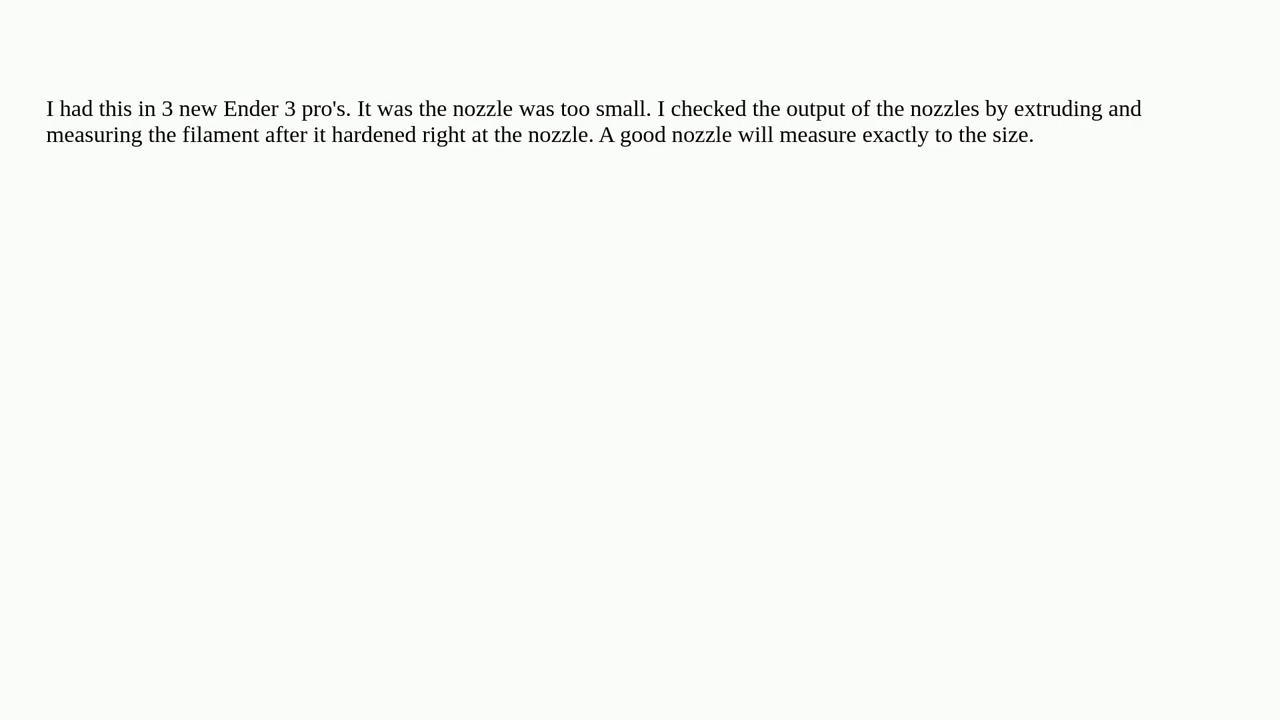 I had this in 3 new Ender 3 pro's. It was the nozzle was too small. I checked the output of the nozzles by extruding and
measuring the filament after it hardened right at the nozzle. A good nozzle will measure exactly to the size.